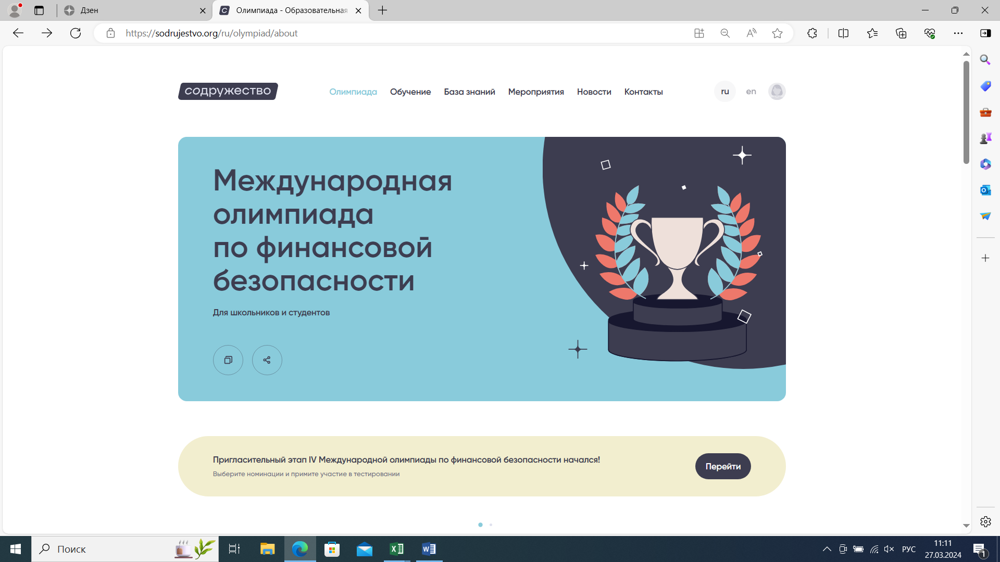 Дзен
Олимпиада - Образовательная
https://sodrujestvo.org/ru/olympiad/about
содружество
Олимпиада
Обучение
База знаний
Мероприятия
Новости
Контакты
ru
en
Международная
олимпиада
по финансовой
безопасности
Для школьников и студентов
Пригласительный этап IV Международной олимпиады по финансовой безопасности начался!
Выберите номинации и примите участие в тестировании
Перейти
Поиск
РУС
11:11
27.03.2024
1